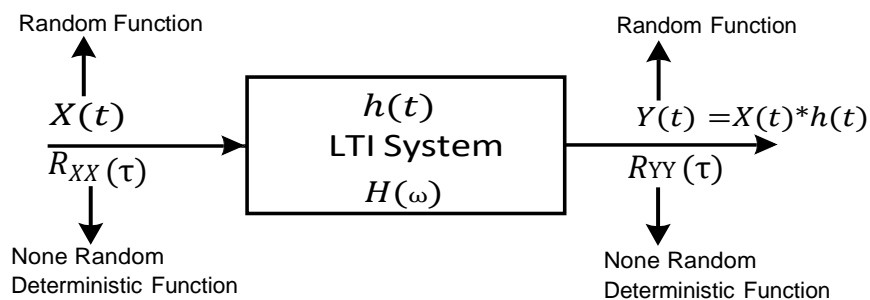 Random Function
X(t)
R_XX(τ)
None Random
Deterministic Function
h(t)
LTI System
H(ω)
Random Function
Y(t) =X(t)*h(t)
RYY(τ)
None Random
Deterministic Function